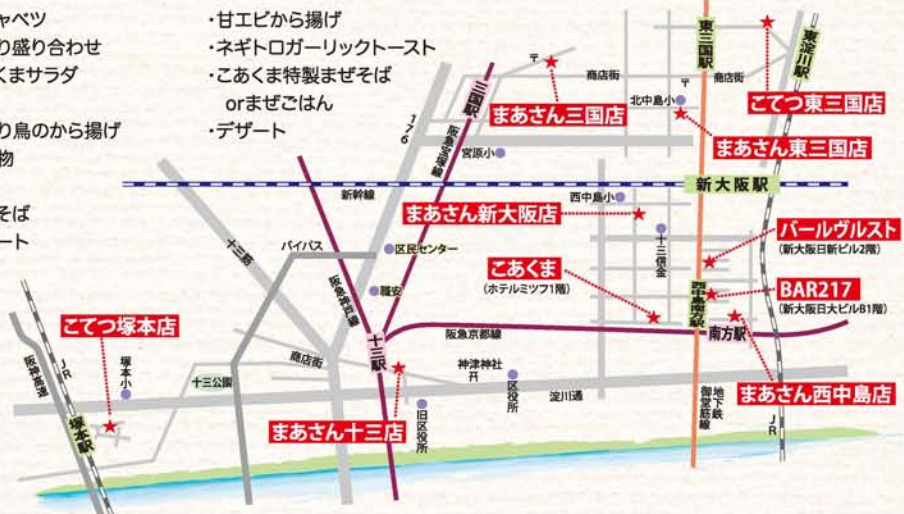 ャベツ
り盛り合わせ
くまサラダ
り鳥のから揚げ
物
そば
ート
・甘エビから揚げ
・ネギトロガーリックトースト
・こあくま特製まぜそば
orまぜごはん
・デザート
176
三国駅
阪急宝塚線
宮原小
〒
商店街
まあさん三国店
東三国駅
〒
商店街
北中島小
東淀川駅
こてつ東三国店
まあさん東三国店
新幹線
新大阪駅
西中島小
まあさん新大阪店
十三信金
バールヴルスト
(新大阪日新ビル2階)
こあくま
(ホテルミツフ1階)
西中島南方駅
BAR217
(新大阪日大ビルB1階)
南方駅
まあさん西中島店
地下鉄
御堂筋線
JR
十三筋
バイパス
区民センター
職安
阪急神戸線
阪急京都線
十三駅
商店街
神津神社
区役所
淀川通
十三公園
旧区役所
まあさん十三店
こてつ塚本店
塚本小
JR
阪神高速
塚本駅